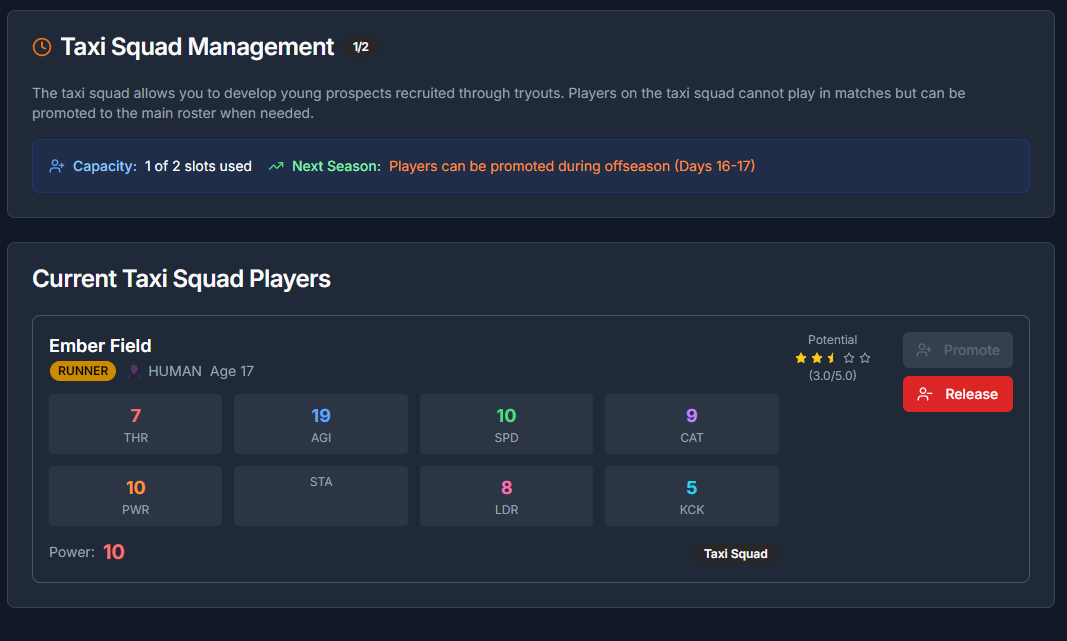 Taxi Squad Management 1/2
The taxi squad allows you to develop young prospects recruited through tryouts. Players on the taxi squad cannot play in matches but can be
promoted to the main roster when needed.
Capacity: 1 of 2 slots used Next Season: Players can be promoted during offseason (Days 16-17)
Current Taxi Squad Players
Ember Field
RUNNER HUMAN Age 17
Potential
(3.0/5.0)
Promote
Release
7
THR
19
AGI
10
SPD
9
CAT
10
PWR
STA
8
LDR
5
KCK
Power: 10
Taxi Squad